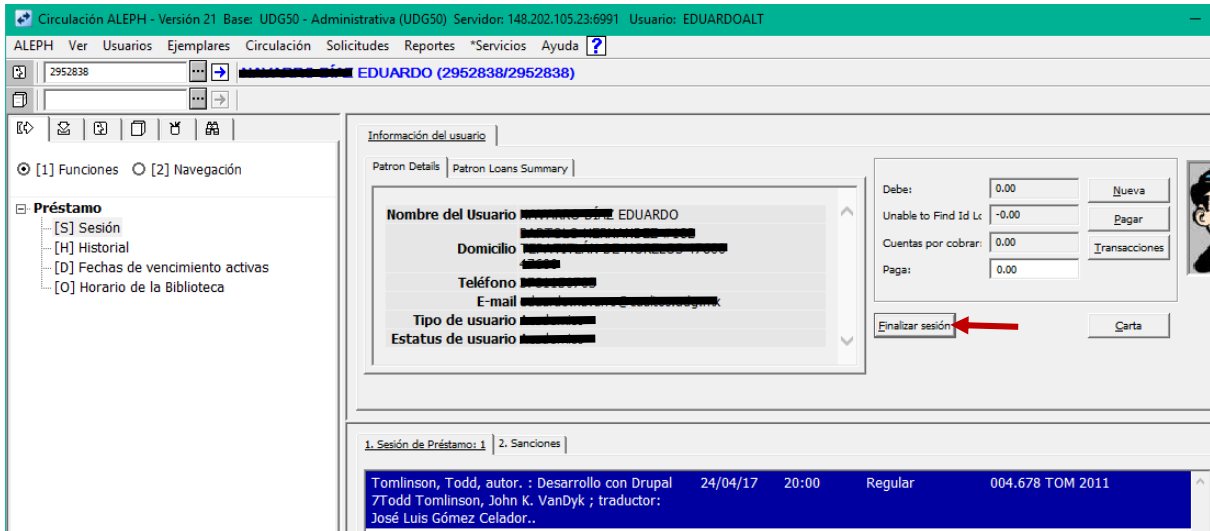 Circulación ALEPH - Versión 21 Base: UDG50 - Administrativa (UDG50) Servidor: 148.202.105.23:6991 Usuario: EDUARDOALT
ALEPH Ver Usuarios Ejemplares Circulación Solicitudes Reportes *Servicios Ayuda ?
2952838 ... EDUARDO (2952838/2952838)
...
[1] Funciones [2] Navegación
Préstamo
[S] Sesión
[H] Historial
[D] Fechas de vencimiento activas
[O] Horario de la Biblioteca
Información del usuario
Patron Details Patron Loans Summary
Nombre del Usuario EDUARDO
Domicilio
Teléfono
E-mail
Tipo de usuario
Estatus de usuario
Debe: 0.00 Nueva
Unable to Find Id Lc -0.00 Pagar
Cuentas por cobrar: 0.00 Transacciones
Paga: 0.00
Finalizar sesión Carta
1. Sesión de Préstamo: 1 2. Sanciones
Tomlinson, Todd, autor. : Desarrollo con Drupal 24/04/17 20:00 Regular 004.678 TOM 2011
7Todd Tomlinson, John K. VanDyk ; traductor:
José Luis Gómez Celador..